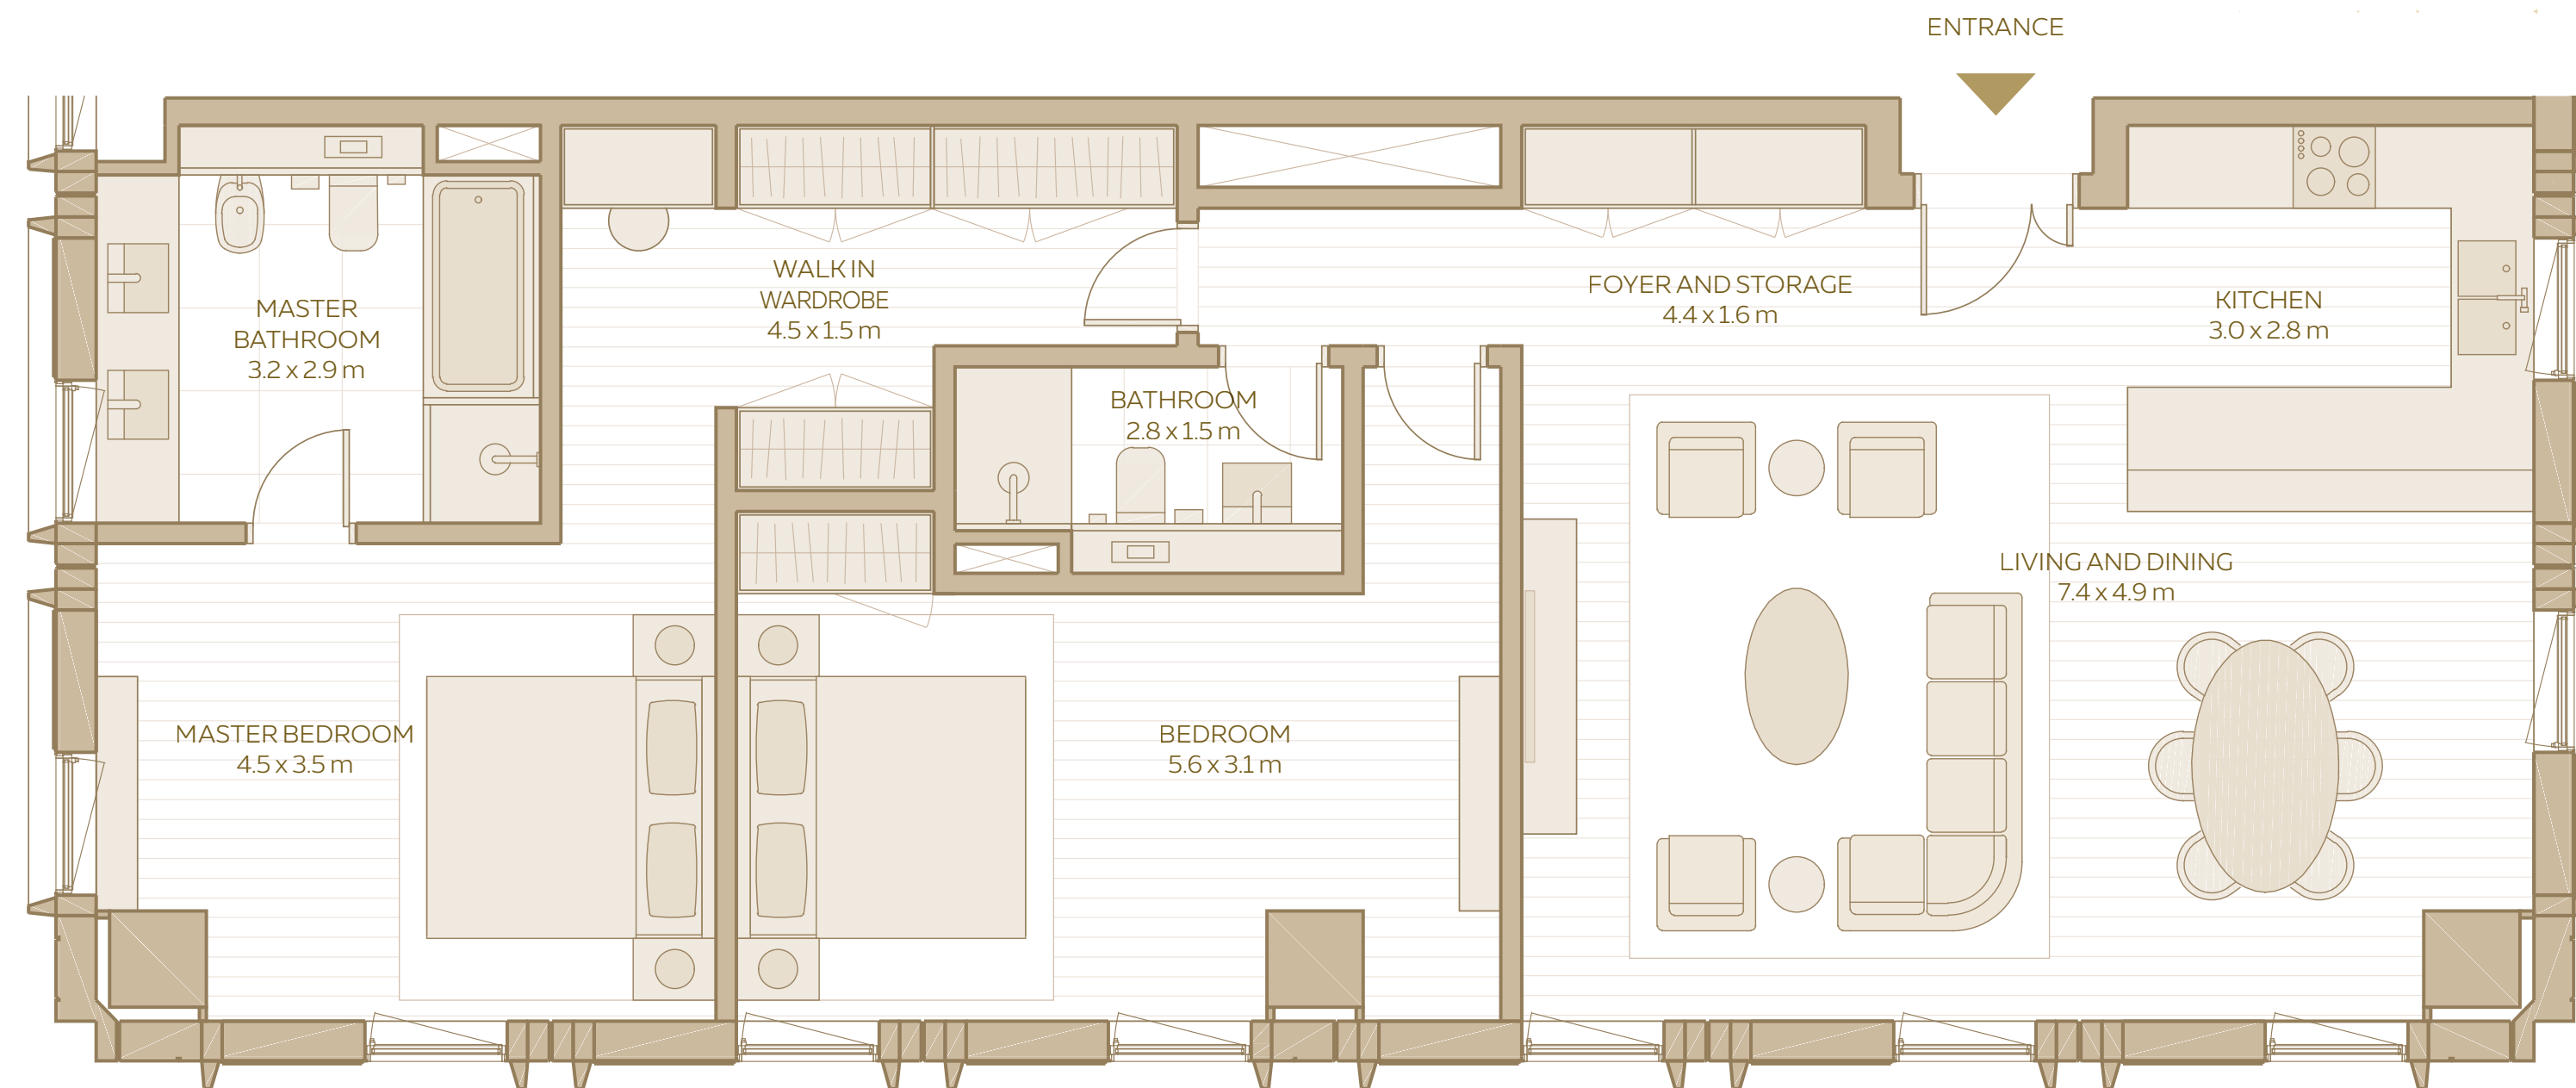 ENTRANCE
WALK IN
WARDROBE
4.5 x 1.5 m
FOYER AND STORAGE
4.4 x 1.6 m
KITCHEN
3.0 x 2.8 m
MASTER
BATHROOM
3.2 x 2.9 m
BATHROOM
2.8 x 1.5 m
LIVING AND DINING
7.4 x 4.9 m
MASTER BEDROOM
4.5 x 3.5 m
BEDROOM
5.6 x 3.1 m